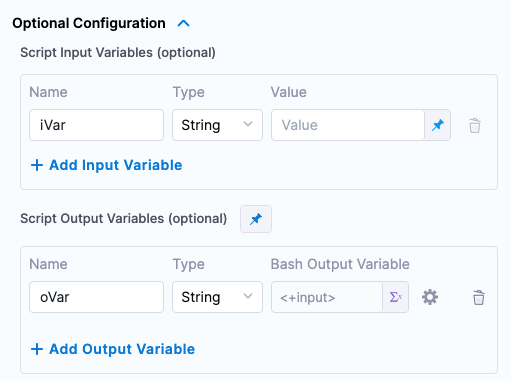 Optional Configuration
Script Input Variables (optional)
Name Type Value
iVar String Value
+ Add Input Variable
Script Output Variables (optional)
Name Type Bash Output Variable
oVar String <+input> Σx
+ Add Output Variable